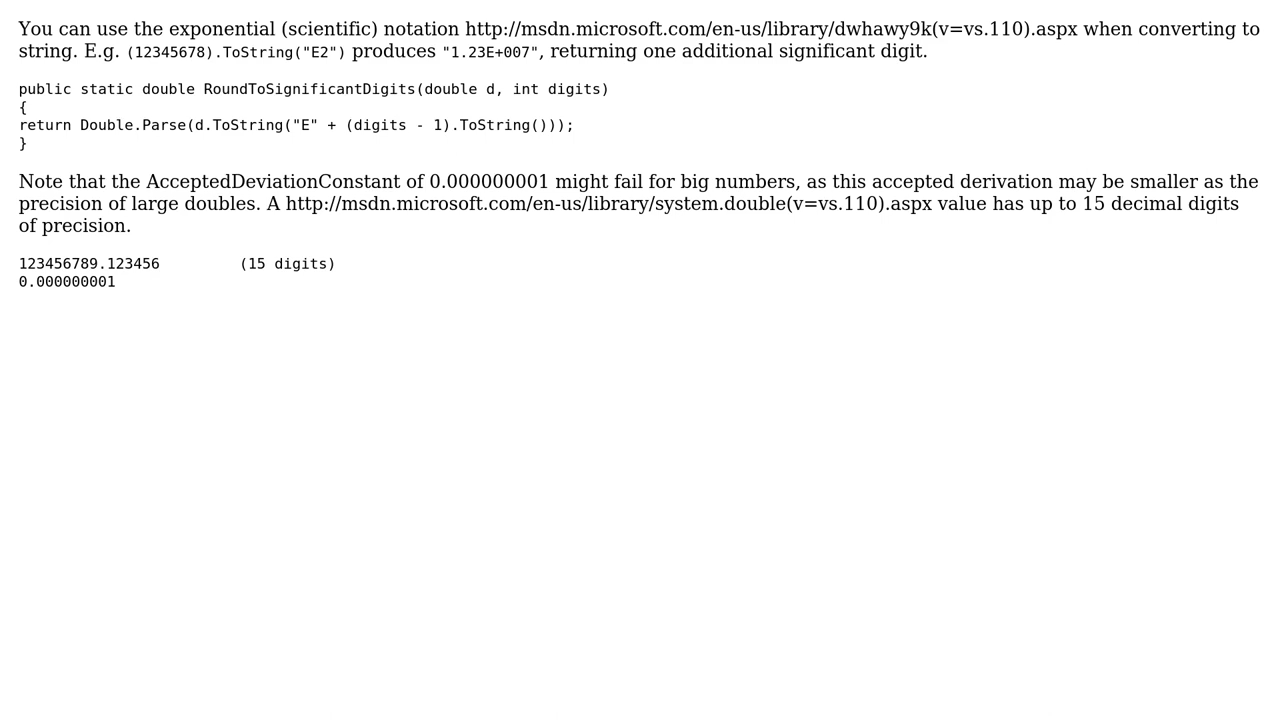 You can use the exponential (scientific) notation http://msdn.microsoft.com/en-us/library/dwhawy9k(v=vs.110).aspx when converting to
string. E.g. (12345678).ToString("E2") produces "1.23E+007", returning one additional significant digit.
public static double RoundToSignificantDigits(double d, int digits)
{
return Double.Parse(d.ToString("E" + (digits - 1).ToString()));
}
Note that the AcceptedDeviationConstant of 0.000000001 might fail for big numbers, as this accepted derivation may be smaller as the
precision of large doubles. A http://msdn.microsoft.com/en-us/library/system.double(v=vs.110).aspx value has up to 15 decimal digits
of precision.
123456789.123456         (15 digits)
0.000000001